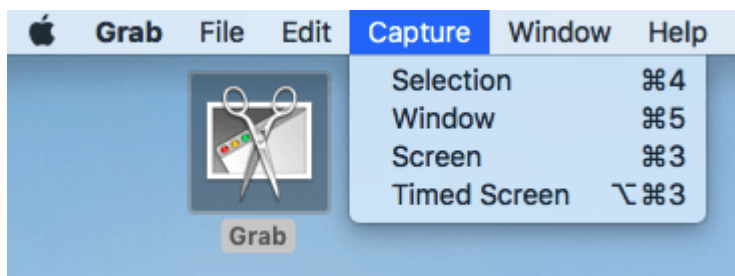 Grab File Edit Capture Window Help
Selection ⌘4
Window ⌘5
Screen ⌘3
Timed Screen ⌥⌘3
Grab